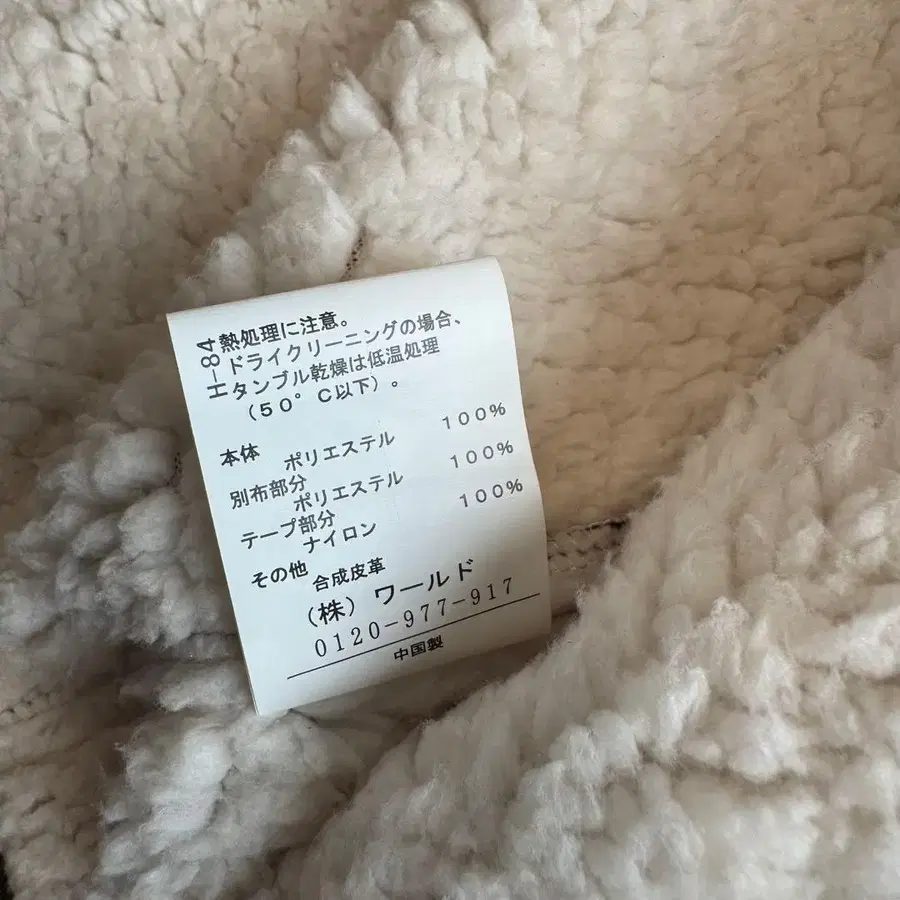 熱処理に注意。
ドライクリーニングの場合、
タンブル乾燥は低温処理
（５０°Ｃ以下）。
エ－84
本体
ポリエステル 100%
別布部分
ポリエステル 100%
テープ部分
ナイロン 100%
その他
合成皮革
（株）ワールド
0120-977-917
中国製